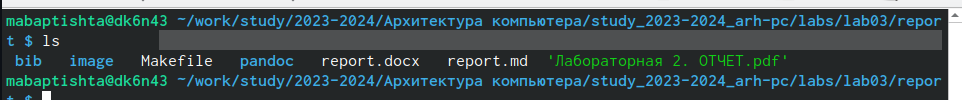 mabaptishta@dk6n43 ~/work/study/2023-2024/Архитектура компьютера/study_2023-2024_arh-pc/labs/lab03/repor
t $ ls
bib image Makefile pandoc report.docx report.md 'Лабораторная 2. ОТЧЕТ.pdf'
mabaptishta@dk6n43 ~/work/study/2023-2024/Архитектура компьютера/study_2023-2024_arh-pc/labs/lab03/repor
t $